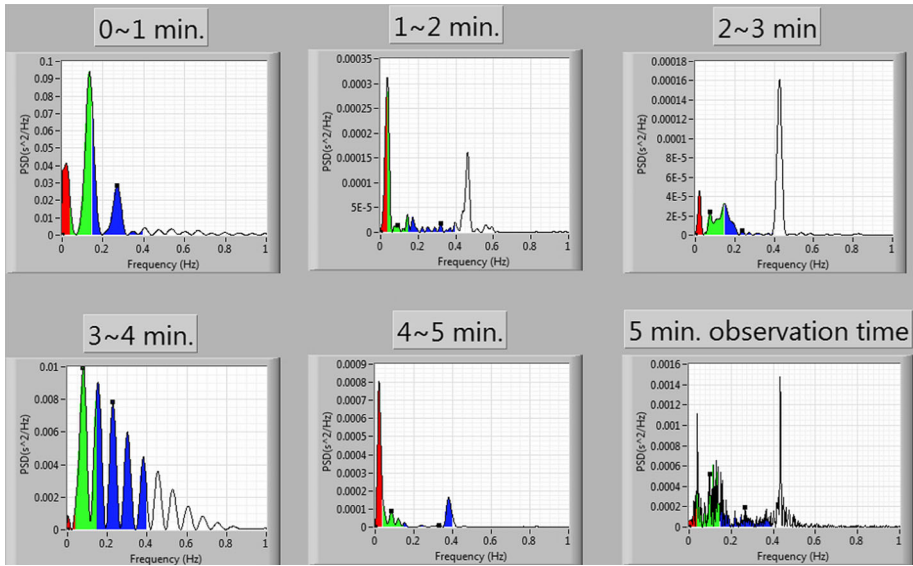 0~1 min.
0.1
0.09
0.08
0.07
0.06
0.05
0.04
0.03
0.02
0.01
0
PSD(s^2/Hz)
0 0.2 0.4 0.6 0.8 1
Frequency (Hz)
1~2 min.
0.00035
0.0003
0.00025
0.00015
0.0001
5E-5
0
PSD(s^2/Hz)
0 0.2 0.4 0.6 0.8 1
Frequency (Hz)
2~3 min
0.00018
0.00016
0.00014
0.00012
0.0001
8E-5
6E-5
4E-5
2E-5
0
PSD(s^2/Hz)
0 0.2 0.4 0.6 0.8 1
Frequency (Hz)
3~4 min.
0.01
0.008
0.006
0.004
0.002
0
PSD(s^2/Hz)
0 0.2 0.4 0.6 0.8 1
Frequency (Hz)
4~5 min.
0.0009
0.0008
0.0007
0.0006
0.0005
0.0004
0.0003
0.0002
0.0001
0
PSD(s^2/Hz)
0 0.2 0.4 0.6 0.8 1
Frequency (Hz)
5 min. observation time
0.0016
0.0014
0.0012
0.001
0.0008
0.0006
0.0004
0.0002
0
PSD(s^2/Hz)
0 0.2 0.4 0.6 0.8 1
Frequency (Hz)